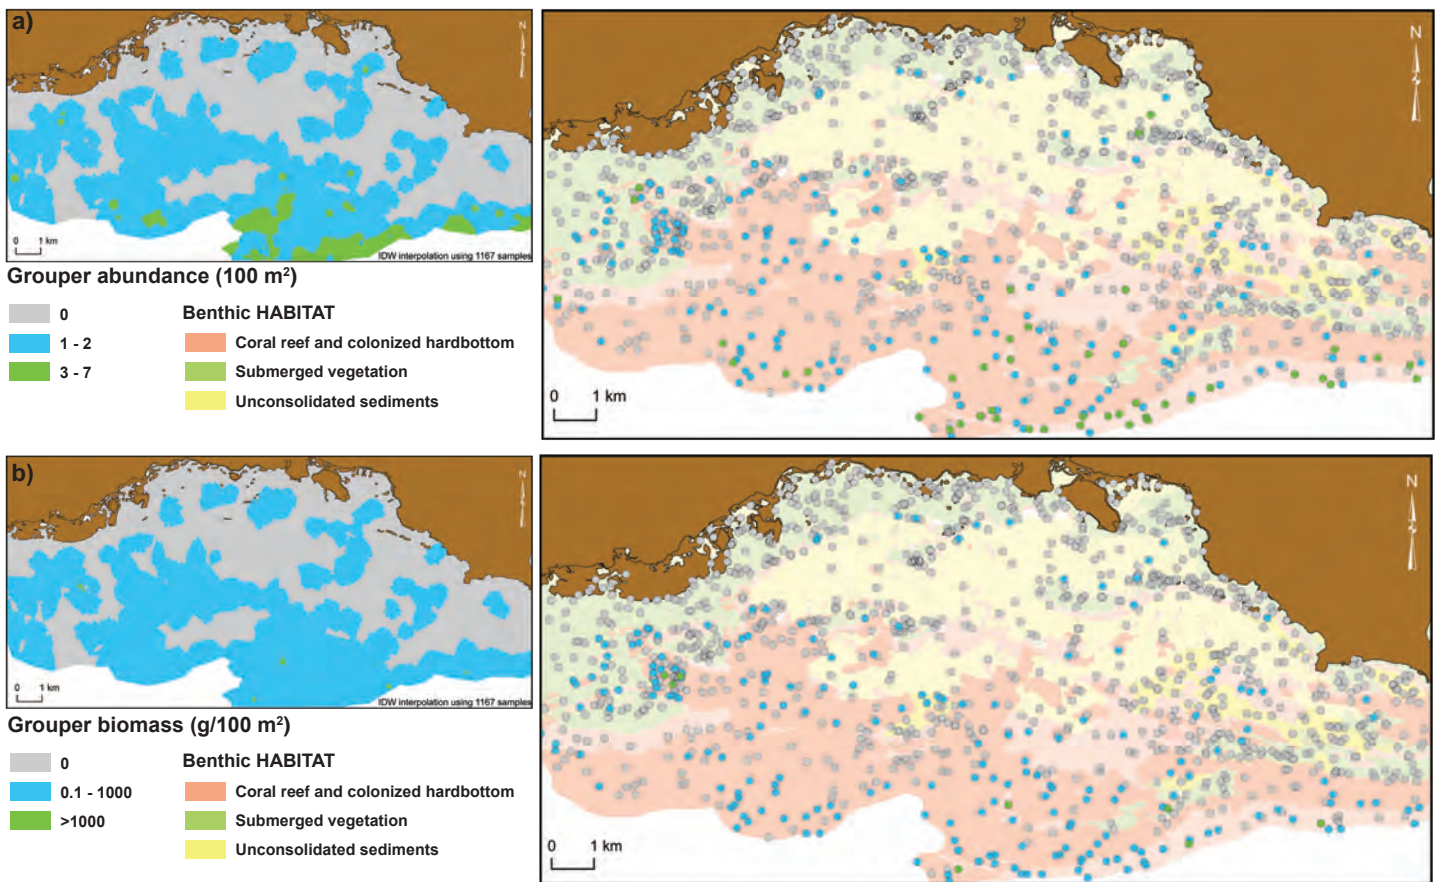 a)
N
0 1 km
IDW interpolation using 1167 samples
N
0 1 km
Grouper abundance (100 m²)
0
1 - 2
3 - 7
Benthic HABITAT
Coral reef and colonized hardbottom
Submerged vegetation
Unconsolidated sediments
b)
N
0 1 km
IDW interpolation using 1167 samples
N
0 1 km
Grouper biomass (g/100 m²)
0
0.1 - 1000
>1000
Benthic HABITAT
Coral reef and colonized hardbottom
Submerged vegetation
Unconsolidated sediments